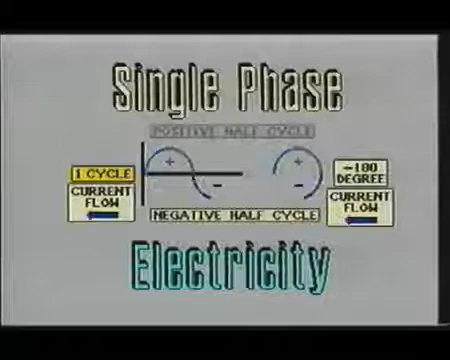 Single Phase
POSITIVE HALF CYCLE
+
-
+
-
1 CYCLE
CURRENT
FLOW
-180
DEGREE
CURRENT
FLOW
NEGATIVE HALF CYCLE
Electricity